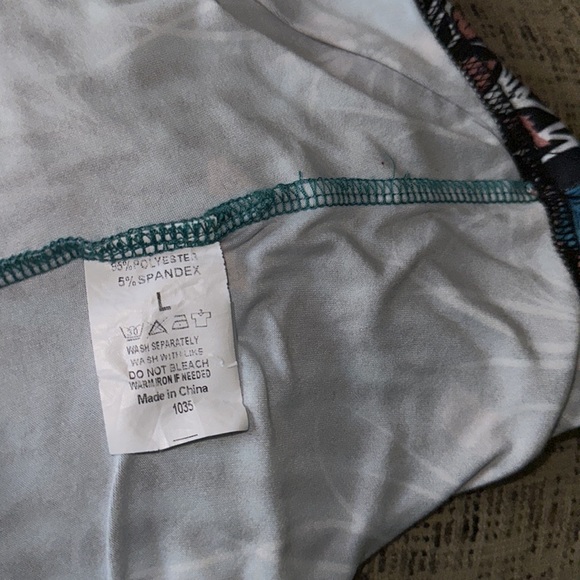 95% POLYESTER
5% SPANDEX
L
30
WASH SEPARATELY
WASH WITH LIKE
DO NOT BLEACH
WARM IRON IF NEEDED
Made in China
1035